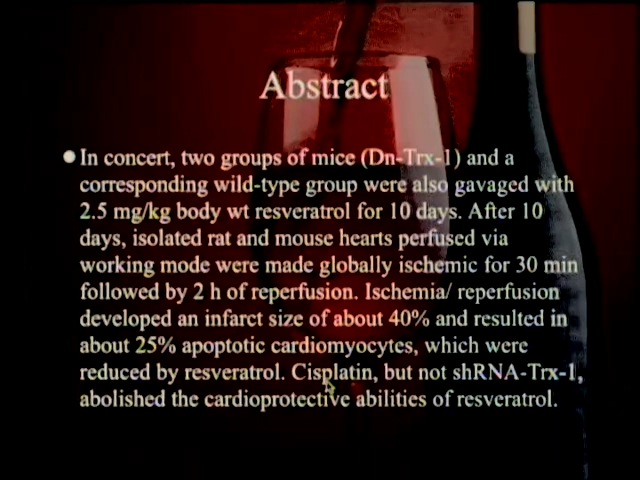 Abstract
In concert, two groups of mice (Dn-Trx-1) and a
corresponding wild-type group were also gavaged with
2.5 mg/kg body wt resveratrol for 10 days. After 10
days, isolated rat and mouse hearts perfused via
working mode were made globally ischemic for 30 min
followed by 2 h of reperfusion. Ischemia/ reperfusion
developed an infarct size of about 40% and resulted in
about 25% apoptotic cardiomyocytes, which were
reduced by resveratrol. Cisplatin, but not shRNA-Trx-1,
abolished the cardioprotective abilities of resveratrol.